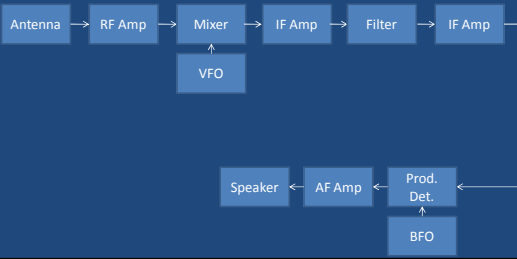 Antenna
RF Amp
Mixer
IF Amp
Filter
IF Amp
VFO
Speaker
AF Amp
Prod.
Det.
BFO